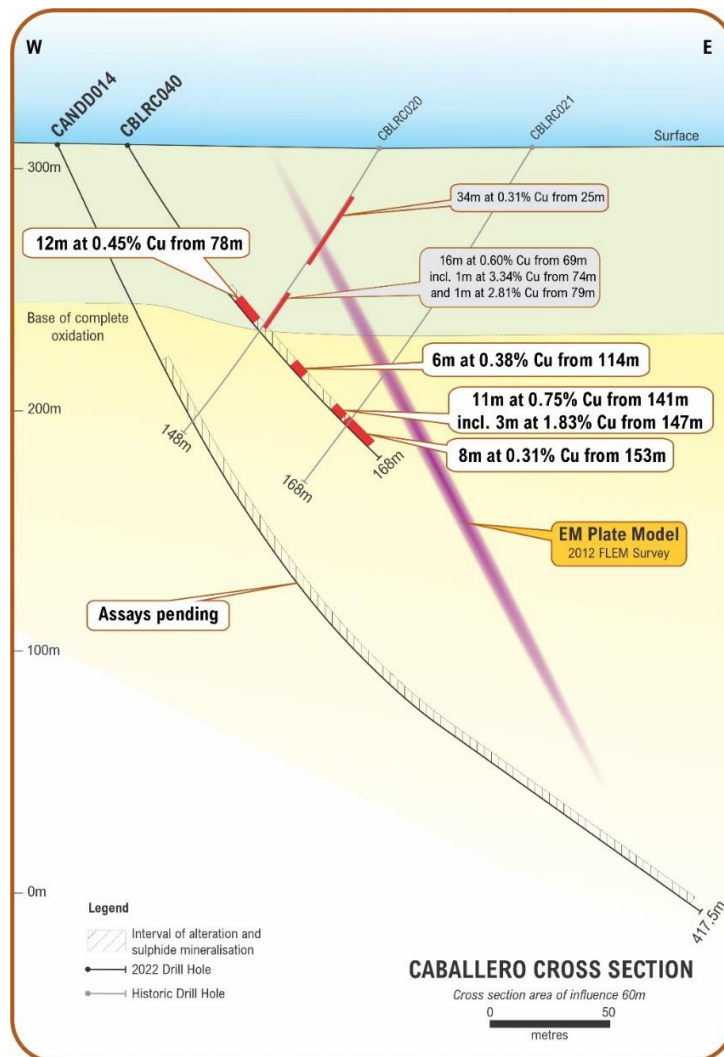 W
E
CANDD014
CBLRC040
CBLRC020
CBLRC021
Surface
300m
34m at 0.31% Cu from 25m
12m at 0.45% Cu from 78m
16m at 0.60% Cu from 69m
incl. 1m at 3.34% Cu from 74m
and 1m at 2.81% Cu from 79m
Base of complete
oxidation
6m at 0.38% Cu from 114m
11m at 0.75% Cu from 141m
incl. 3m at 1.83% Cu from 147m
200m
148m
168m
168m
8m at 0.31% Cu from 153m
EM Plate Model
2012 FLEM Survey
Assays pending
100m
0m
417.5m
Legend
Interval of alteration and
sulphide mineralisation
2022 Drill Hole
Historic Drill Hole
CABALLERO CROSS SECTION
Cross section area of influence 60m
0
50
metres